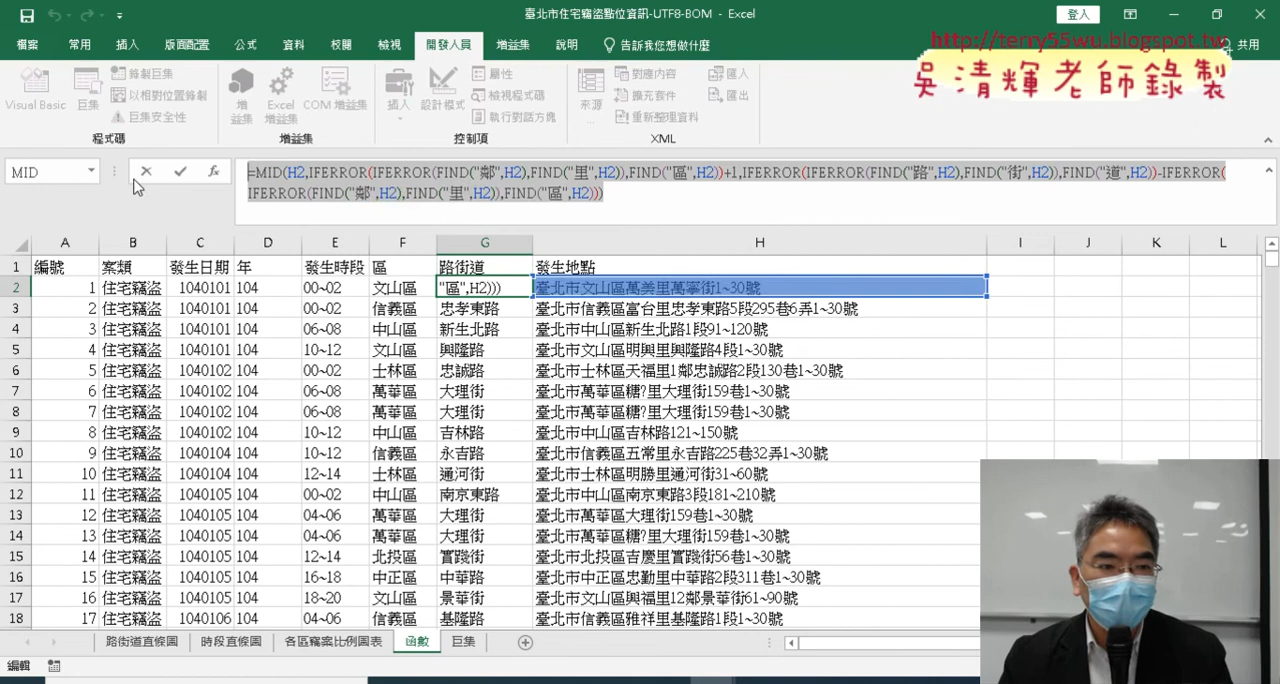 臺北市住宅竊盜點位資訊-UTF8-BOM - Excel
登入
檔案 常用 插入 版面配置 公式 資料 校閱 檢視 開發人員 增益集 說明 告訴我您想做什麼 共用
http://terry55wu.blogspot.tw
吳清輝老師錄製
Visual Basic 巨集 錄製巨集 以相對位置錄製 巨集安全性 程式碼
增益集 Excel 增益集 COM 增益集 增益集
插入 設計模式 屬性 檢視程式碼 執行對話方塊 控制項
來源 對應內容 擴充套件 重新整理資料 匯入 匯出 XML
MID
=MID(H2,IFERROR(IFERROR(FIND("鄰",H2),FIND("里",H2)),FIND("區",H2))+1,IFERROR(IFERROR(FIND("路",H2),FIND("街",H2)),FIND("道",H2))-IFERROR(
IFERROR(FIND("鄰",H2),FIND("里",H2)),FIND("區",H2)))
A B C D E F G H I J K L
1 編號 案類 發生日期 年 發生時段 區 路街道 發生地點
2 1 住宅竊盜 1040101 104 00~02 文山區 "區",H2))) 臺北市文山區萬美里萬寧街1~30號
3 2 住宅竊盜 1040101 104 00~02 信義區 忠孝東路 臺北市信義區富台里忠孝東路5段295巷6弄1~30號
4 3 住宅竊盜 1040101 104 06~08 中山區 新生北路 臺北市中山區新生北路1段91~120號
5 4 住宅竊盜 1040101 104 10~12 文山區 興隆路 臺北市文山區明興里興隆路4段1~30號
6 5 住宅竊盜 1040101 104 00~02 士林區 忠誠路 臺北市士林區天福里1鄰忠誠路2段130巷1~30號
7 6 住宅竊盜 1040102 104 06~08 萬華區 大理街 臺北市萬華區糖?里大理街159巷1~30號
8 7 住宅竊盜 1040102 104 06~08 萬華區 大理街 臺北市萬華區糖?里大理街159巷1~30號
9 8 住宅竊盜 1040102 104 10~12 中山區 吉林路 臺北市中山區吉林路121~150號
10 9 住宅竊盜 1040104 104 10~12 信義區 永吉路 臺北市信義區五常里永吉路225巷32弄1~30號
11 10 住宅竊盜 1040104 104 12~14 士林區 通河街 臺北市士林區明勝里通河街31~60號
12 11 住宅竊盜 1040105 104 00~02 中山區 南京東路 臺北市中山區南京東路3段181~210號
13 12 住宅竊盜 1040105 104 04~06 萬華區 大理街 臺北市萬華區大理街159巷1~30號
14 13 住宅竊盜 1040105 104 04~06 萬華區 大理街 臺北市萬華區糖?里大理街159巷1~30號
15 14 住宅竊盜 1040105 104 12~14 北投區 實踐街 臺北市北投區吉慶里實踐街56巷1~30號
16 15 住宅竊盜 1040105 104 16~18 中正區 中華路 臺北市中正區忠勤里中華路2段311巷1~30號
17 16 住宅竊盜 1040105 104 18~20 文山區 景華街 臺北市文山區興福里12鄰景華街61~90號
18 17 住宅竊盜 1040106 104 04~06 信義區 基隆路 臺北市信義區雅祥里基隆路1段1~30號
路街道直條圖 時段直條圖 各區竊案比例圖表 函數 巨集
編輯